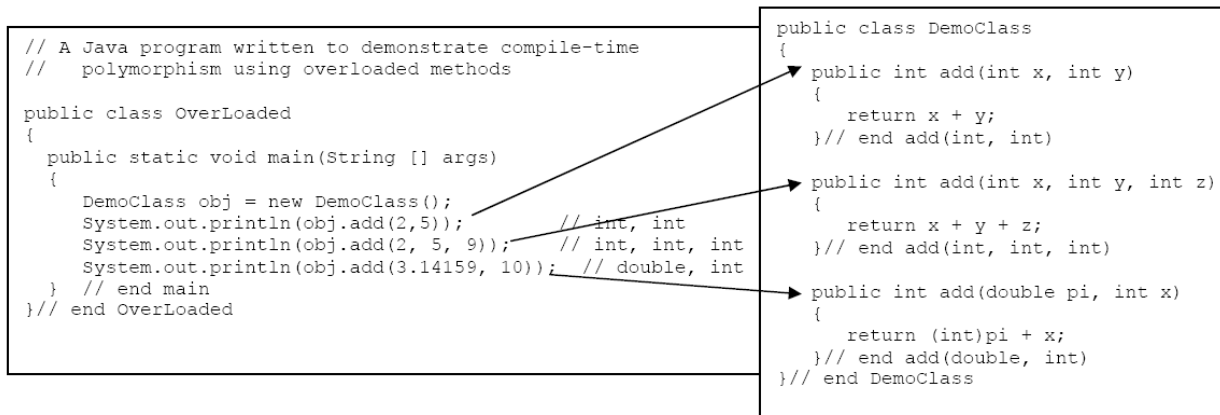 // A Java program written to demonstrate compile-time
//   polymorphism using overloaded methods
public class OverLoaded
{
  public static void main(String [] args)
  {
     DemoClass obj = new DemoClass();
     System.out.println(obj.add(2,5));       // int, int
     System.out.println(obj.add(2, 5, 9));   // int, int, int
     System.out.println(obj.add(3.14159, 10));  // double, int
  }  // end main
}// end OverLoaded
public class DemoClass
{
   public int add(int x, int y)
   {
      return x + y;
   }// end add(int, int)
   public int add(int x, int y, int z)
   {
      return x + y + z;
   }// end add(int, int, int)
   public int add(double pi, int x)
   {
      return (int)pi + x;
   }// end add(double, int)
}// end DemoClass